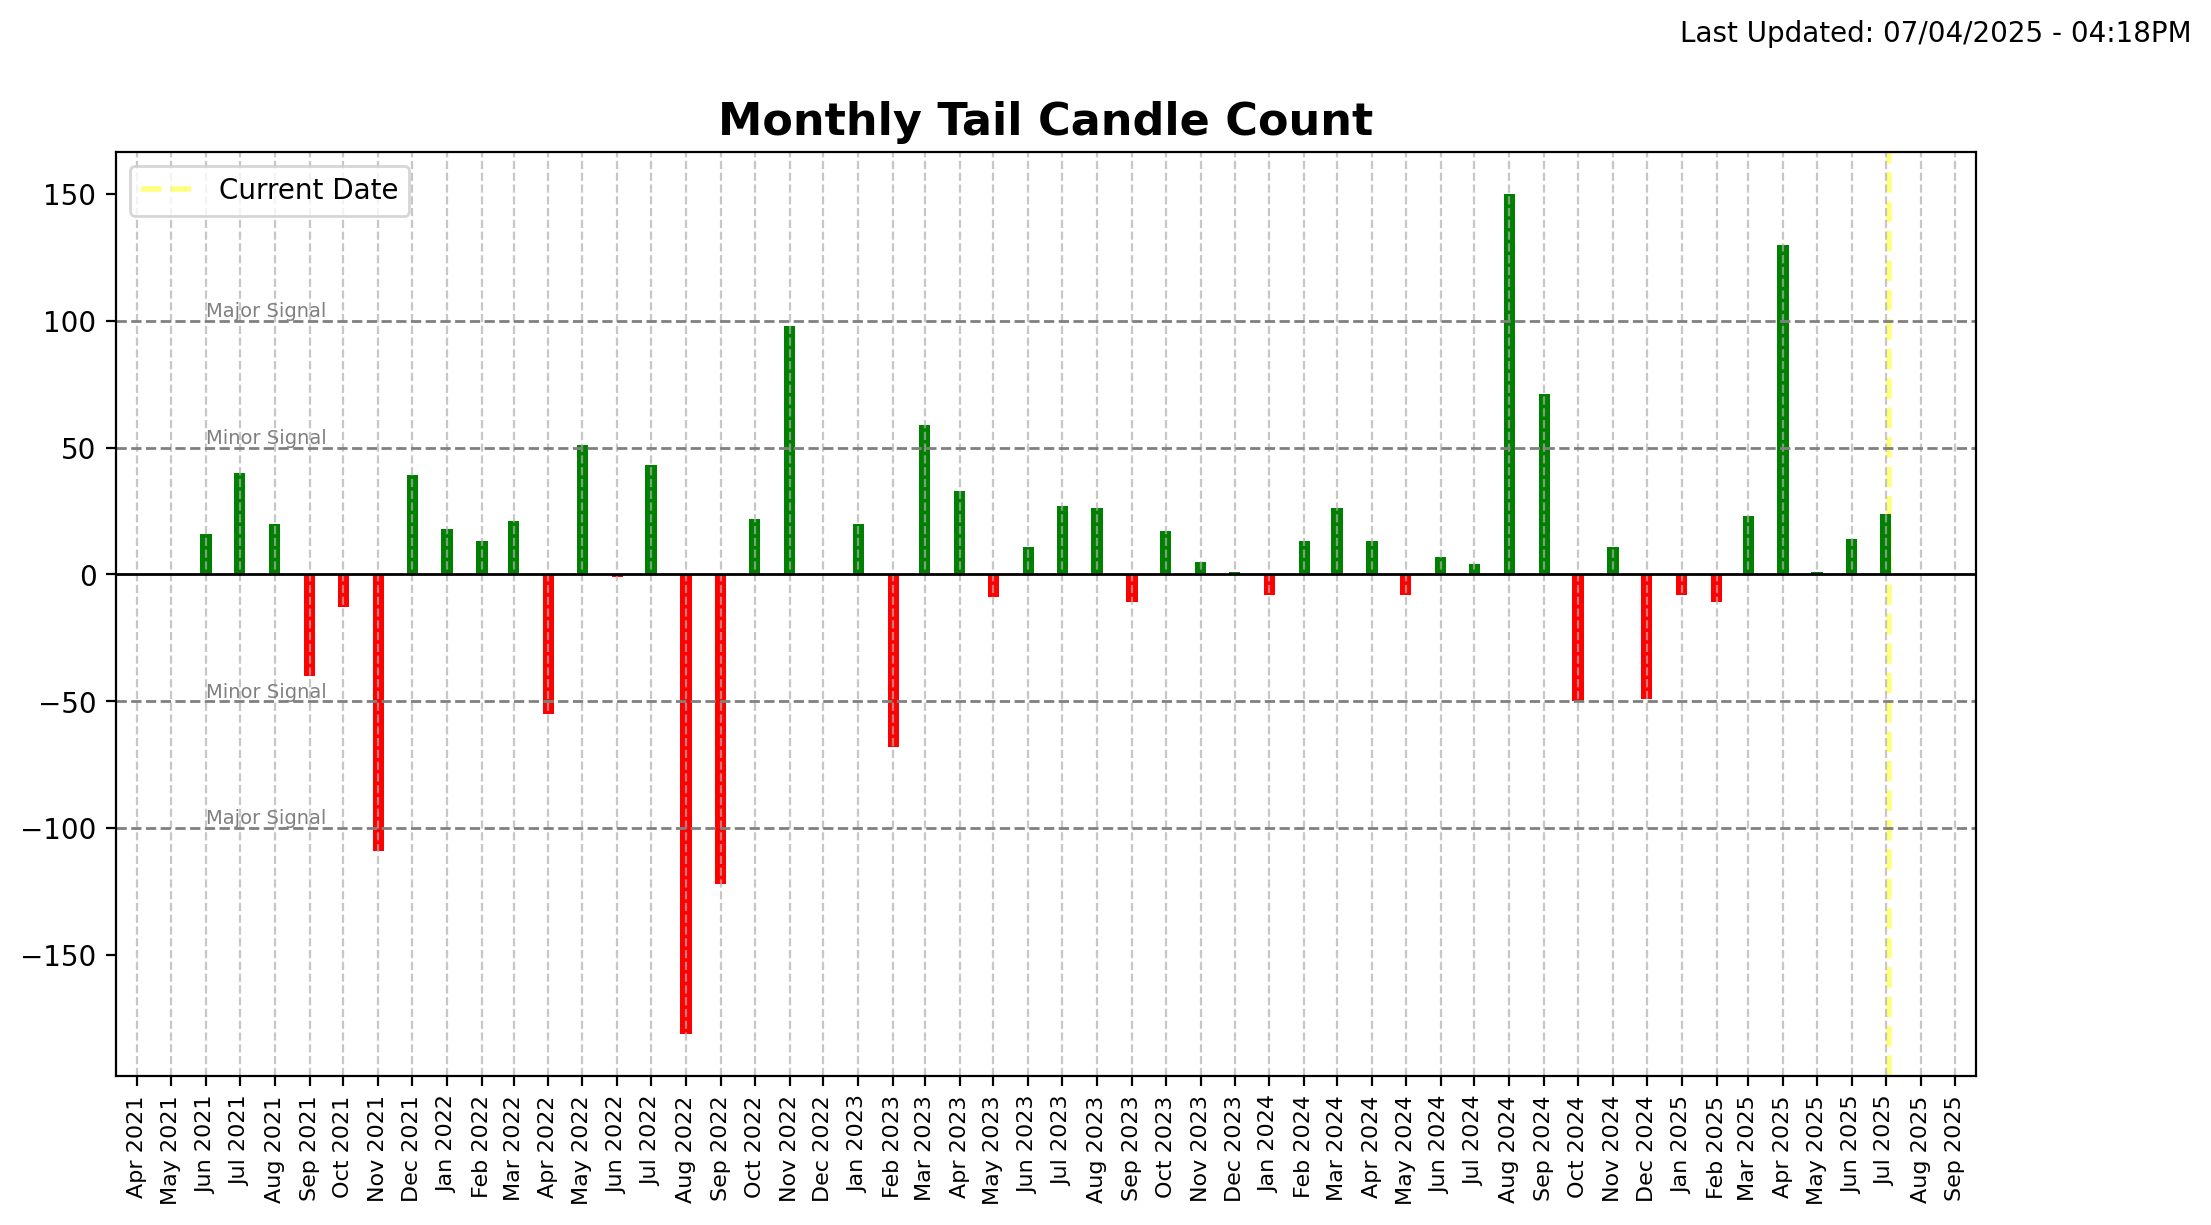 Last Updated: 07/04/2025 - 04:18PM
Monthly Tail Candle Count
Current Date
150
Major Signal
100
Minor Signal
50
0
Minor Signal
−50
Major Signal
−100
−150
Apr 2021
May 2021
Jun 2021
Jul 2021
Aug 2021
Sep 2021
Oct 2021
Nov 2021
Dec 2021
Jan 2022
Feb 2022
Mar 2022
Apr 2022
May 2022
Jun 2022
Jul 2022
Aug 2022
Sep 2022
Oct 2022
Nov 2022
Dec 2022
Jan 2023
Feb 2023
Mar 2023
Apr 2023
May 2023
Jun 2023
Jul 2023
Aug 2023
Sep 2023
Oct 2023
Nov 2023
Dec 2023
Jan 2024
Feb 2024
Mar 2024
Apr 2024
May 2024
Jun 2024
Jul 2024
Aug 2024
Sep 2024
Oct 2024
Nov 2024
Dec 2024
Jan 2025
Feb 2025
Mar 2025
Apr 2025
May 2025
Jun 2025
Jul 2025
Aug 2025
Sep 2025